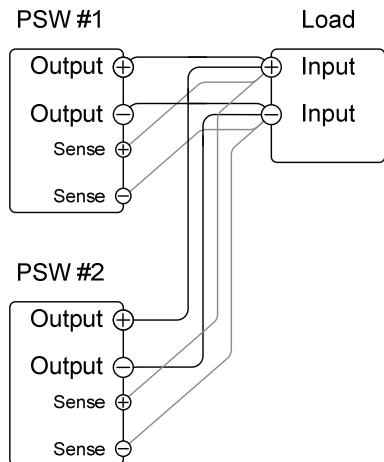 PSW #1
Load
Output
Input
Output
Input
Sense
Sense
PSW #2
Output
Output
Sense
Sense